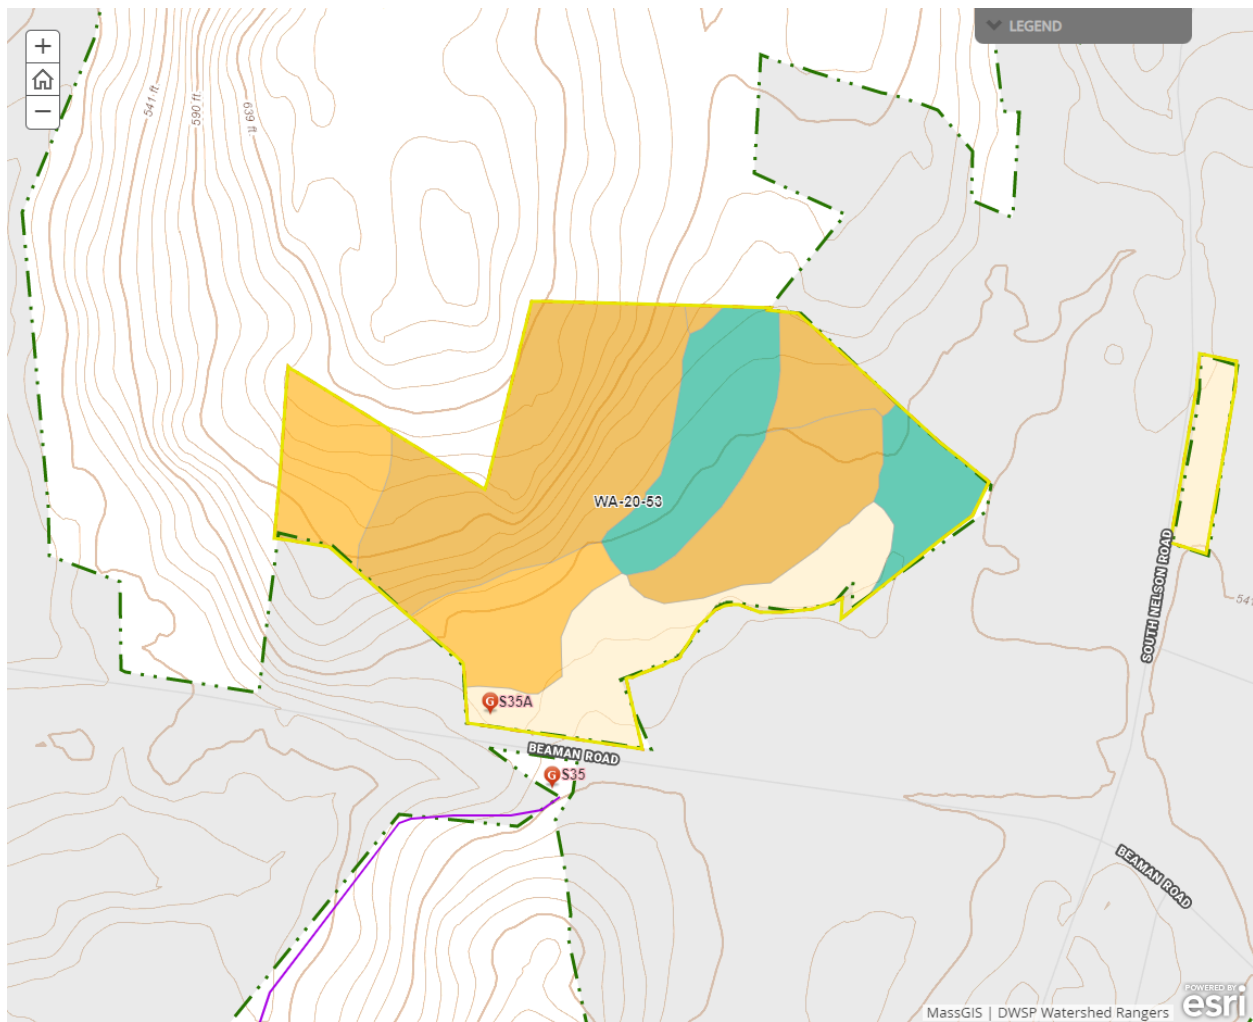 LEGEND
+
−
541 ft.
590 ft.
639 ft.
WA-20-53
G S35A
BEAMAN ROAD
G S35
SOUTH NELSON ROAD
541
BEAMAN ROAD
POWERED BY
esri
MassGIS | DWSP Watershed Rangers